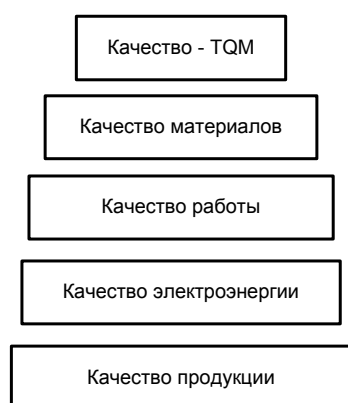 Качество - TQM
Качество материалов
Качество работы
Качество электроэнергии
Качество продукции